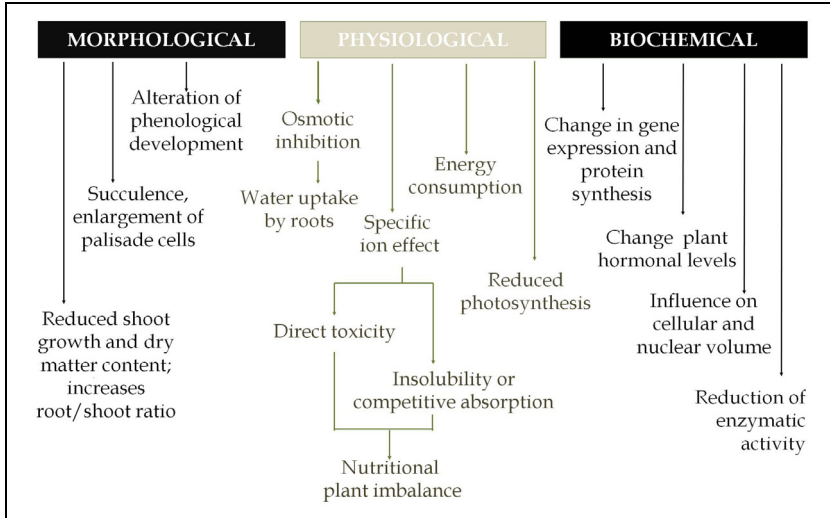 MORPHOLOGICAL
Alteration of
phenological
development
Succulence,
enlargement of
palisade cells
Reduced shoot
growth and dry
matter content;
increases
root/shoot ratio
PHYSIOLOGICAL
Osmotic
inhibition
Water uptake
by roots
Specific
ion effect
Energy
consumption
Reduced
photosynthesis
Direct toxicity
Insolubility or
competitive absorption
Nutritional
plant imbalance
BIOCHEMICAL
Change in gene
expression and
protein
synthesis
Change plant
hormonal levels
Influence on
cellular and
nuclear volume
Reduction of
enzymatic
activity